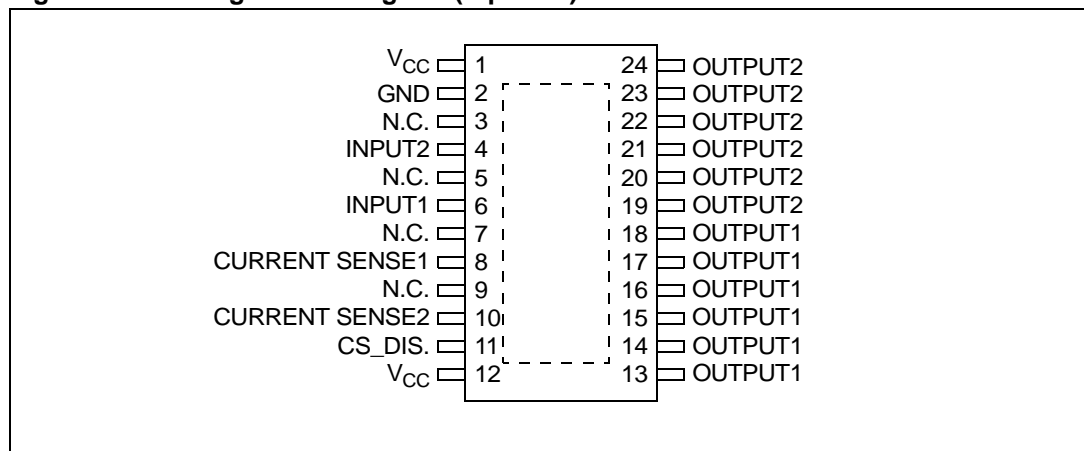 V_CC 1 24 OUTPUT2
GND 2 23 OUTPUT2
N.C. 3 22 OUTPUT2
INPUT2 4 21 OUTPUT2
N.C. 5 20 OUTPUT2
INPUT1 6 19 OUTPUT2
N.C. 7 18 OUTPUT1
CURRENT SENSE1 8 17 OUTPUT1
N.C. 9 16 OUTPUT1
CURRENT SENSE2 10 15 OUTPUT1
CS_DIS. 11 14 OUTPUT1
V_CC 12 13 OUTPUT1